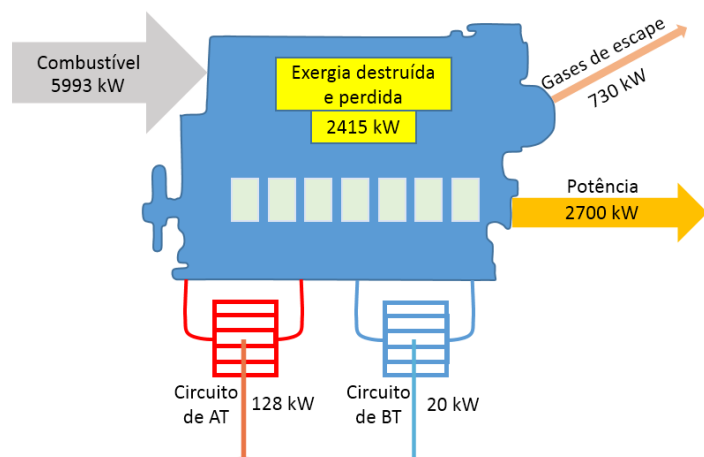 Combustível
5993 kW
Exergia destruída
e perdida
2415 kW
Gases de escape
730 kW
Potência
2700 kW
Circuito
de AT
128 kW
Circuito
de BT
20 kW